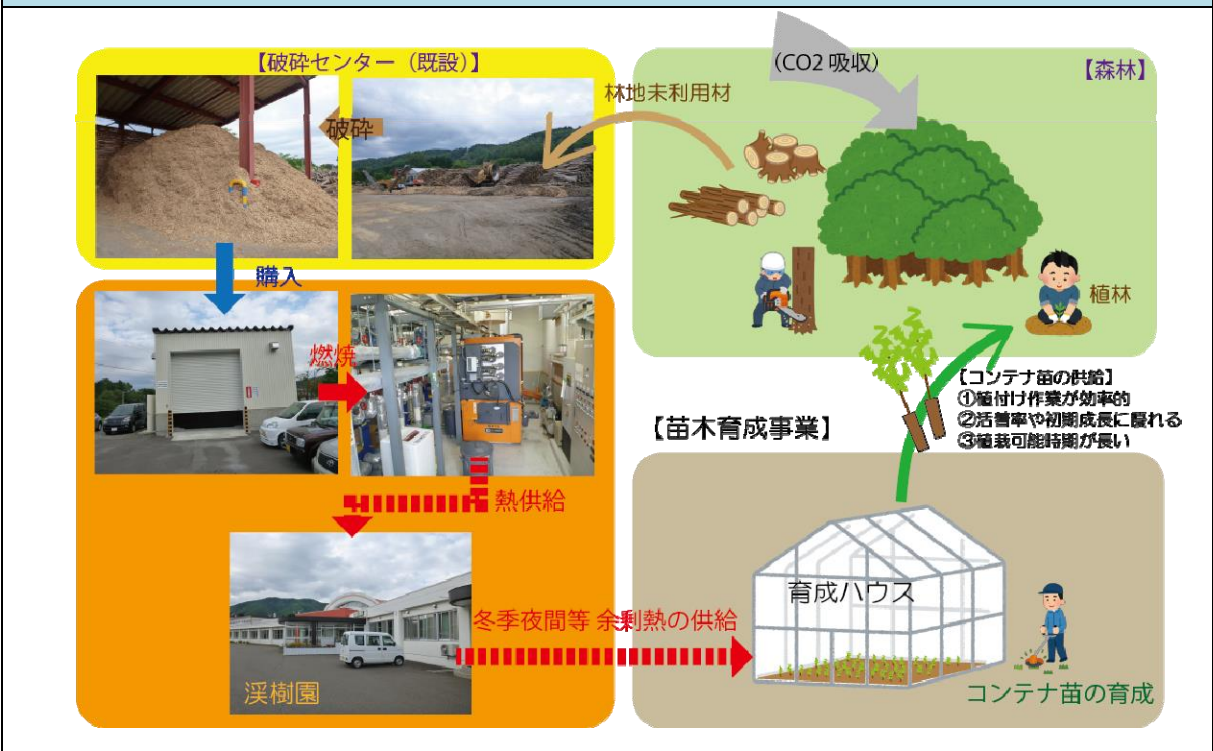 【破砕センター（既設）】
破砕
林地未利用材
(CO2 吸収)
【森林】
植林
購入
燃焼
熱供給
渓樹園
冬季夜間等 余剰熱の供給
【苗木育成事業】
【コンテナ苗の供給】
①植付け作業が効率的
②活着率や初期成長に優れる
③植栽可能時期が長い
育成ハウス
コンテナ苗の育成